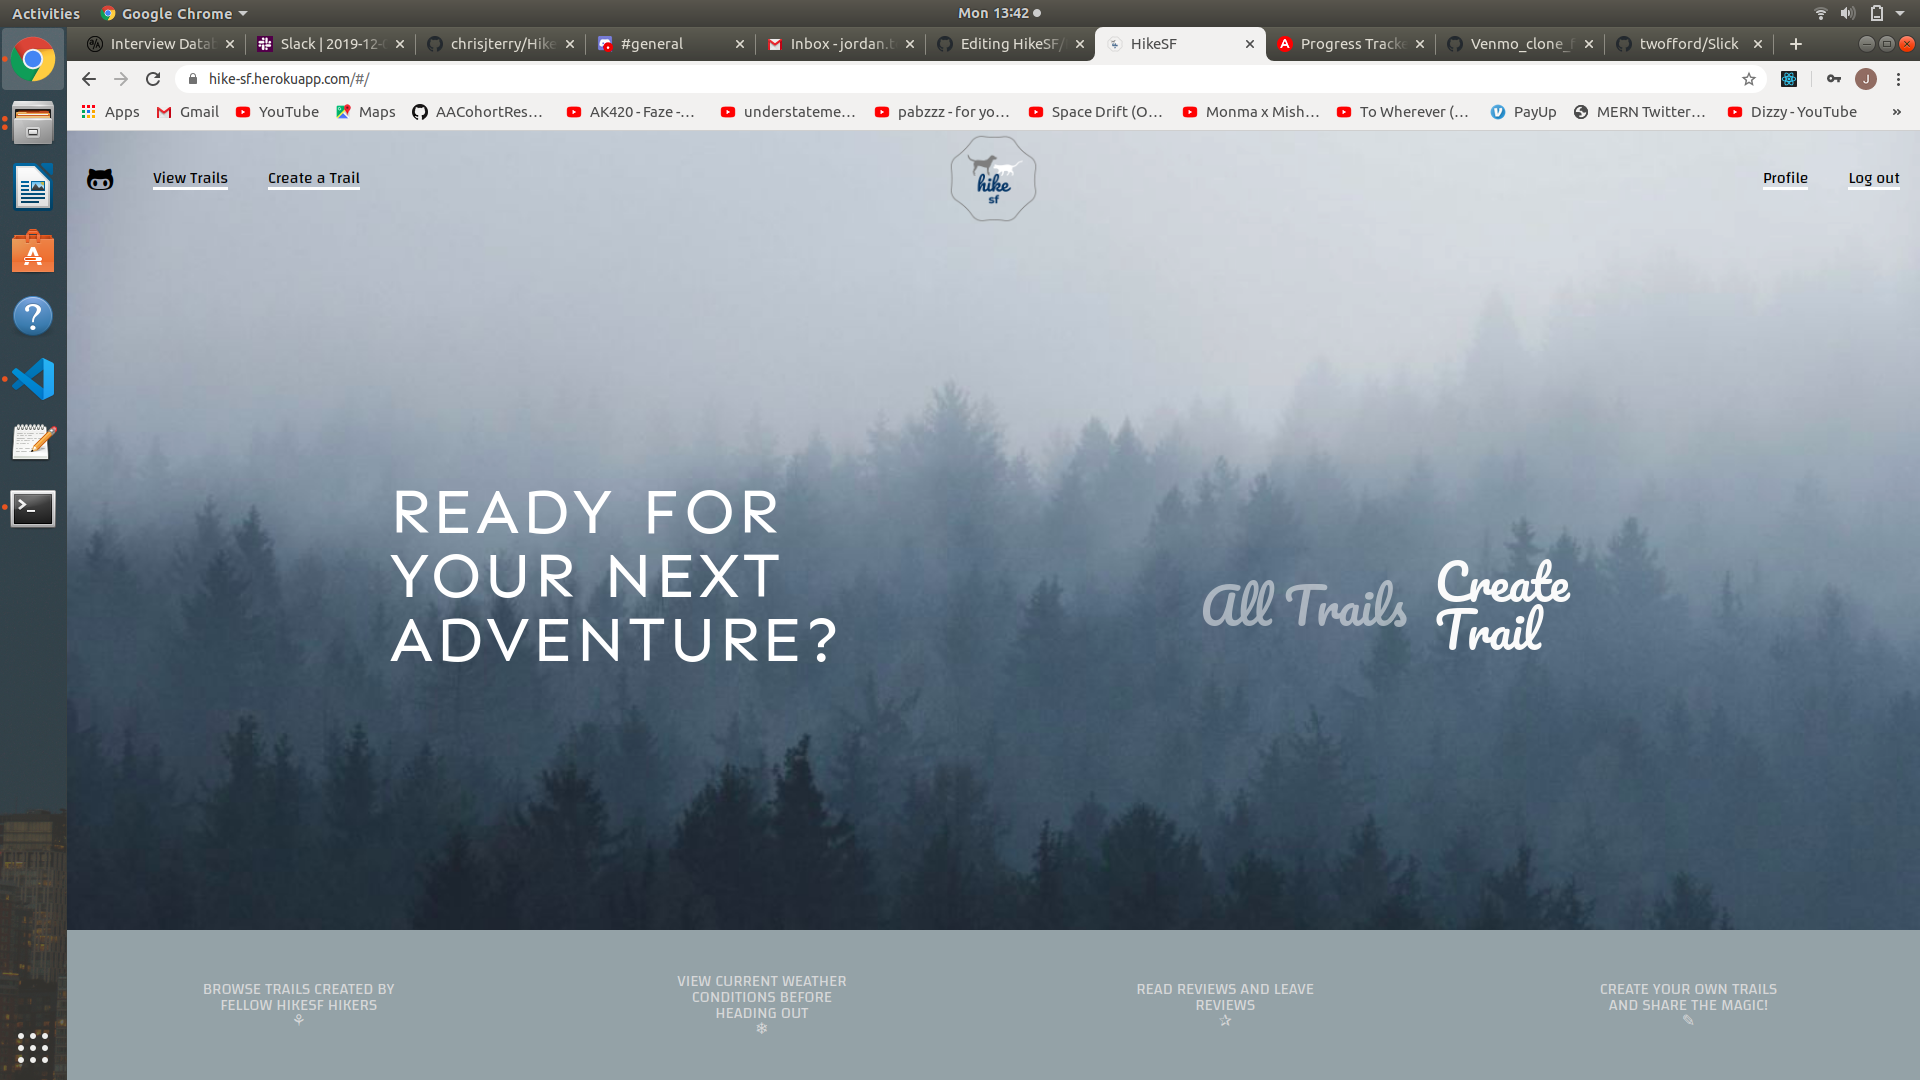 Activities
Google Chrome
Mon 13:42
Interview Datab
Slack | 2019-12-
chrisjterry/Hike
#general
Inbox - jordan.t
Editing HikeSF/
HikeSF
Progress Tracke
Venmo_clone_f
twofford/Slick
hike-sf.herokuapp.com/#/
J
Apps
Gmail
YouTube
Maps
AACohortRes...
AK420 - Faze -...
understateme...
pabzzz - for yo...
Space Drift (O...
Monma x Mish...
To Wherever (...
PayUp
MERN Twitter...
Dizzy - YouTube
»
View Trails
Create a Trail
hike
sf
Profile
Log out
READY FOR
YOUR NEXT
ADVENTURE?
All Trails
Create
Trail
BROWSE TRAILS CREATED BY
FELLOW HIKESF HIKERS
VIEW CURRENT WEATHER
CONDITIONS BEFORE
HEADING OUT
READ REVIEWS AND LEAVE
REVIEWS
CREATE YOUR OWN TRAILS
AND SHARE THE MAGIC!